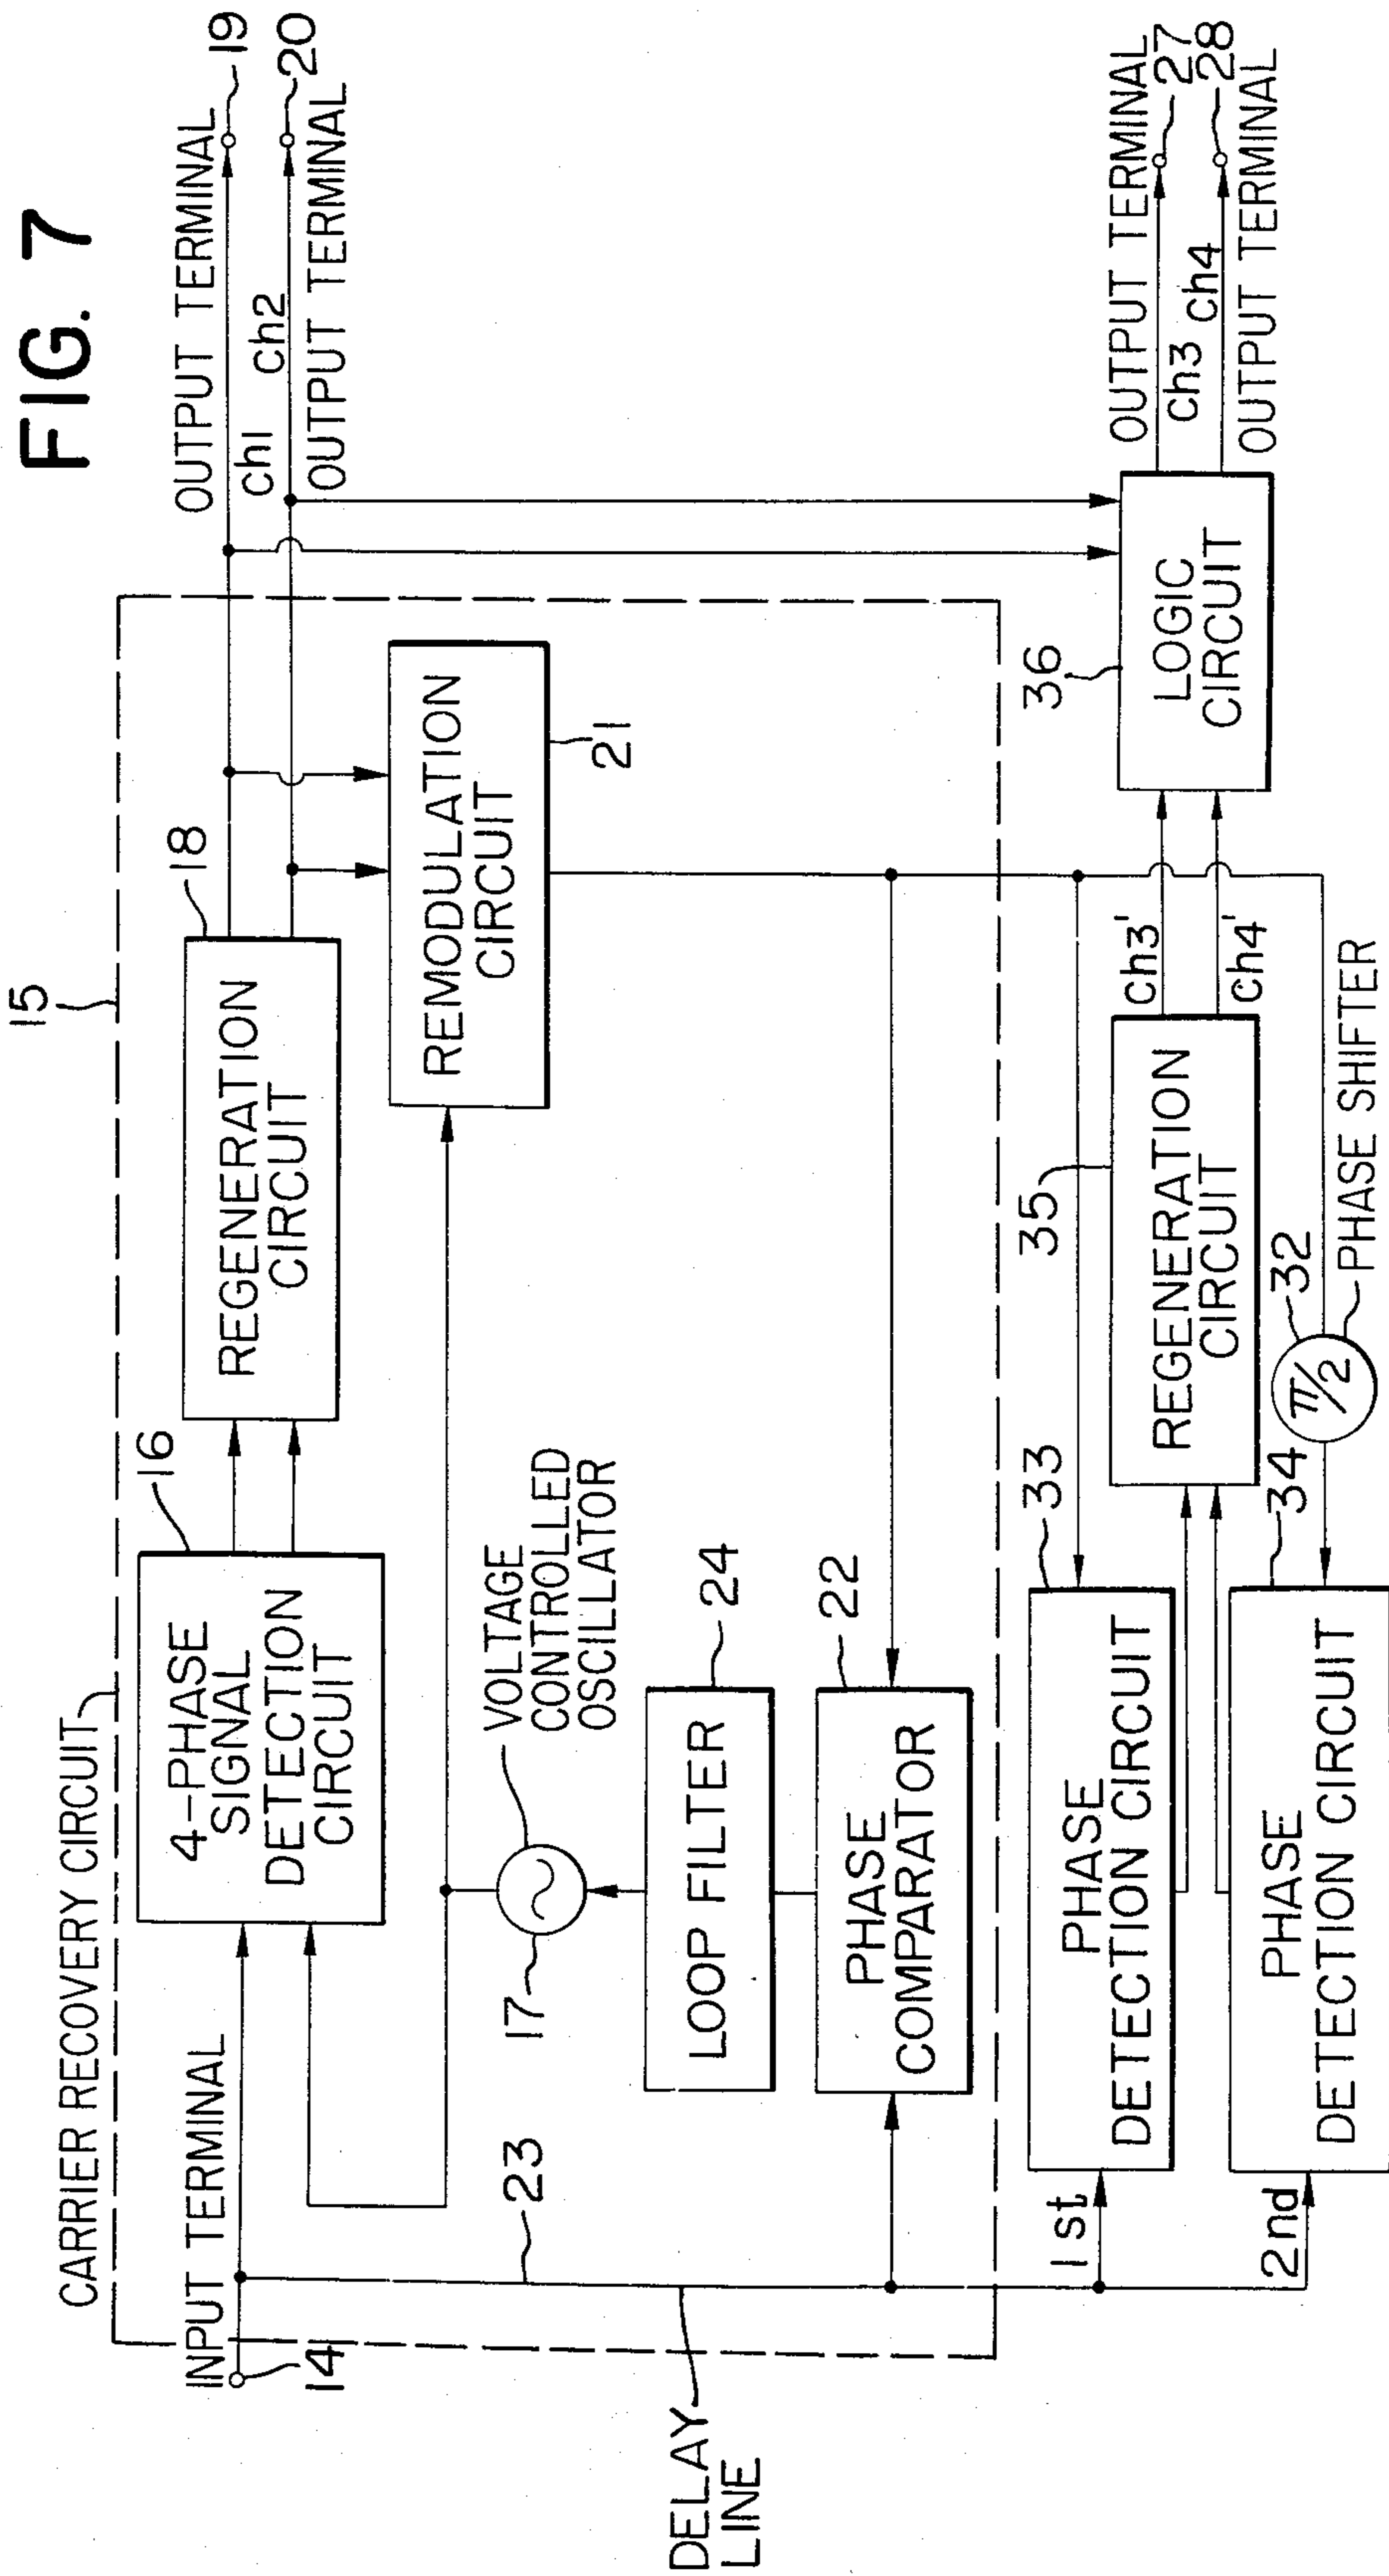 FIG. 7
15
CARRIER RECOVERY CIRCUIT
INPUT TERMINAL
14
16
4-PHASE
SIGNAL
DETECTION
CIRCUIT
18
REGENERATION
CIRCUIT
OUTPUT TERMINAL
19
ch1
ch2
20
OUTPUT TERMINAL
REMODULATION
CIRCUIT
21
VOLTAGE
CONTROLLED
OSCILLATOR
17
23
DELAY
LINE
LOOP FILTER
24
PHASE
COMPARATOR
22
1st
PHASE
DETECTION CIRCUIT
33
2nd
PHASE
DETECTION CIRCUIT
34
35
REGENERATION
CIRCUIT
ch3'
ch4'
π/2
32
PHASE SHIFTER
36
LOGIC
CIRCUIT
OUTPUT TERMINAL
27
ch3
ch4
28
OUTPUT TERMINAL